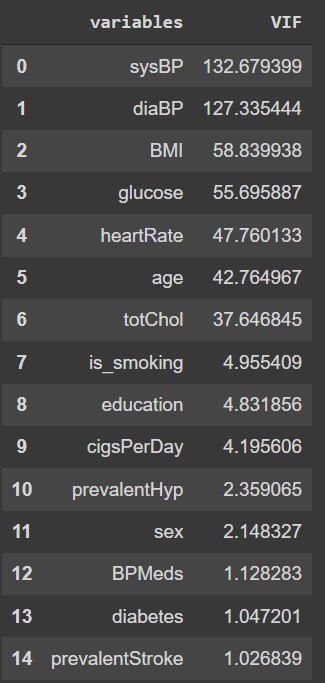 variables VIF
0 sysBP 132.679399
1 diaBP 127.335444
2 BMI 58.839938
3 glucose 55.695887
4 heartRate 47.760133
5 age 42.764967
6 totChol 37.646845
7 is_smoking 4.955409
8 education 4.831856
9 cigsPerDay 4.195606
10 prevalentHyp 2.359065
11 sex 2.148327
12 BPMeds 1.128283
13 diabetes 1.047201
14 prevalentStroke 1.026839